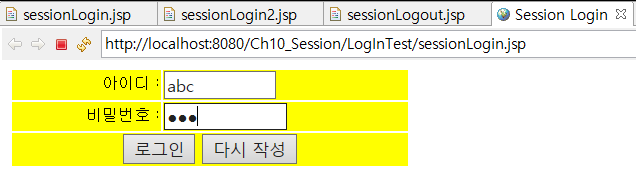 sessionLogin.jsp sessionLogin2.jsp sessionLogout.jsp Session Login
http://localhost:8080/Ch10_Session/LogInTest/sessionLogin.jsp
아이디 : abc
비밀번호 : ●●●
로그인 다시 작성